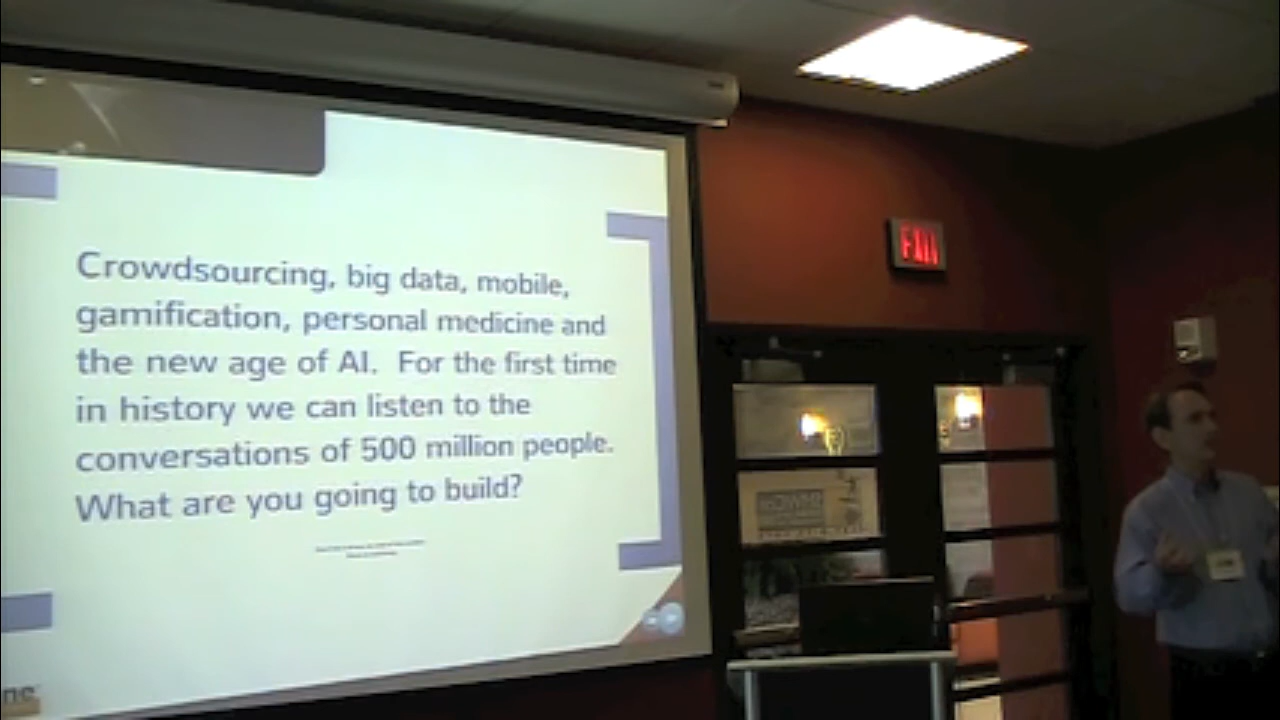 Crowdsourcing, big data, mobile,
gamification, personal medicine and
the new age of AI. For the first time
in history we can listen to the
conversations of 500 million people.
What are you going to build?
ne
EXIT